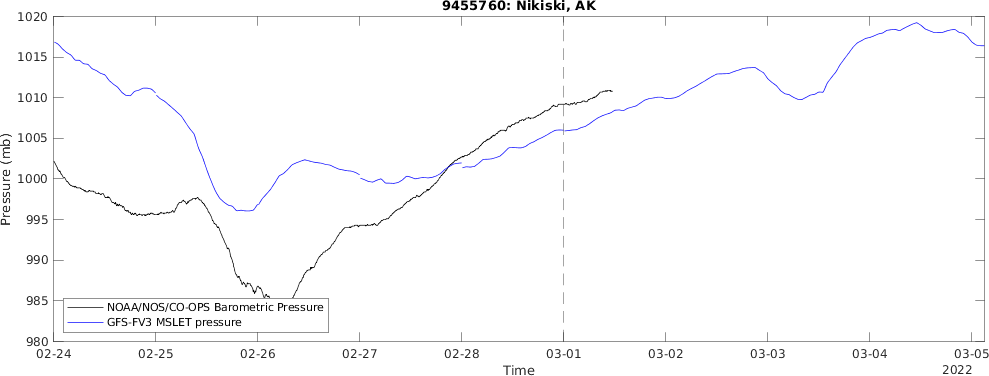 9455760: Nikiski, AK
1020
1015
1010
1005
1000
995
990
985
980
Pressure (mb)
NOAA/NOS/CO-OPS Barometric Pressure
GFS-FV3 MSLET pressure
02-24 02-25 02-26 02-27 02-28 03-01 03-02 03-03 03-04 03-05
Time 2022